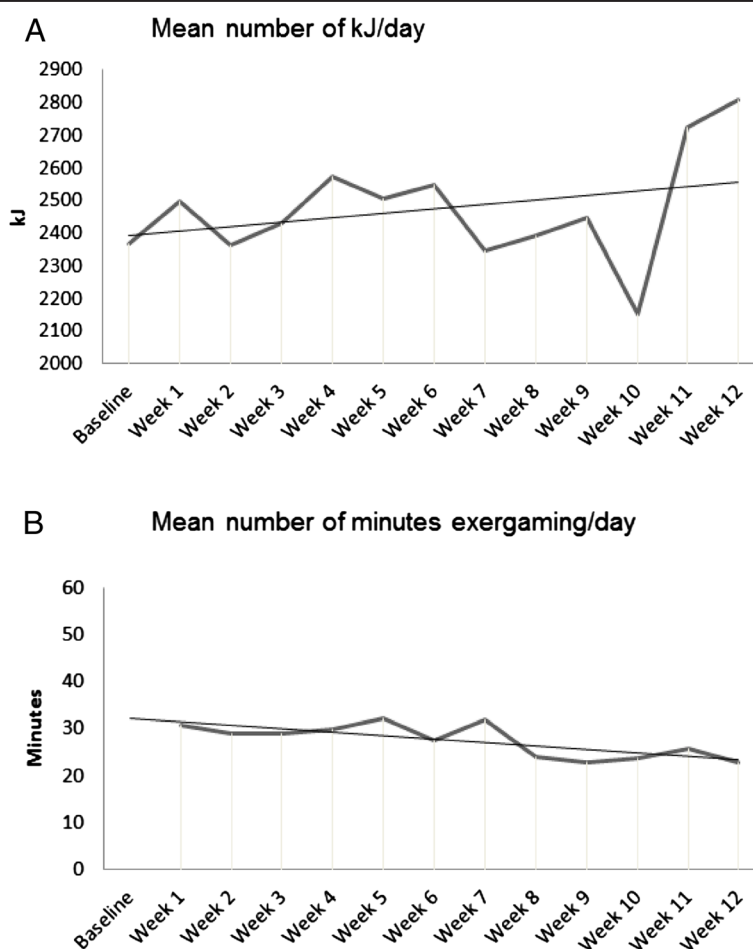 A
Mean number of kJ/day
2900
2800
2700
2600
2500
2400
2300
2200
2100
2000
kJ
Baseline
Week 1
Week 2
Week 3
Week 4
Week 5
Week 6
Week 7
Week 8
Week 9
Week 10
Week 11
Week 12
B
Mean number of minutes exergaming/day
60
50
40
30
20
10
0
Minutes
Baseline
Week 1
Week 2
Week 3
Week 4
Week 5
Week 6
Week 7
Week 8
Week 9
Week 10
Week 11
Week 12